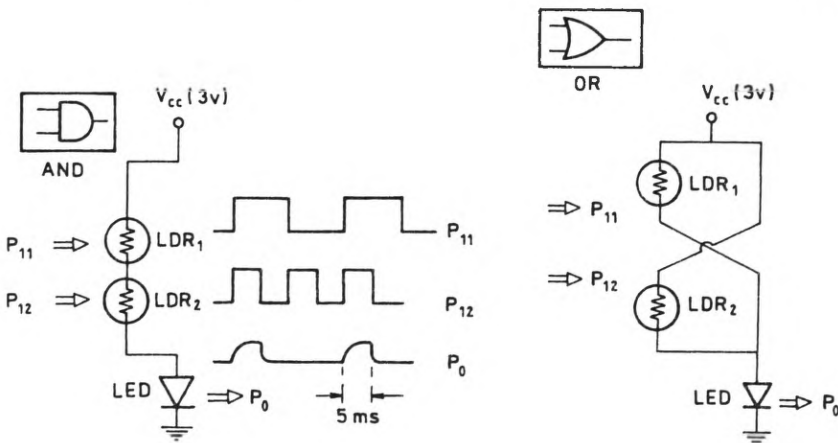 AND
Vcc (3v)
P11
LDR1
P12
LDR2
LED
P0
P11
P12
P0
5 ms
OR
Vcc (3v)
P11
LDR1
P12
LDR2
LED
P0